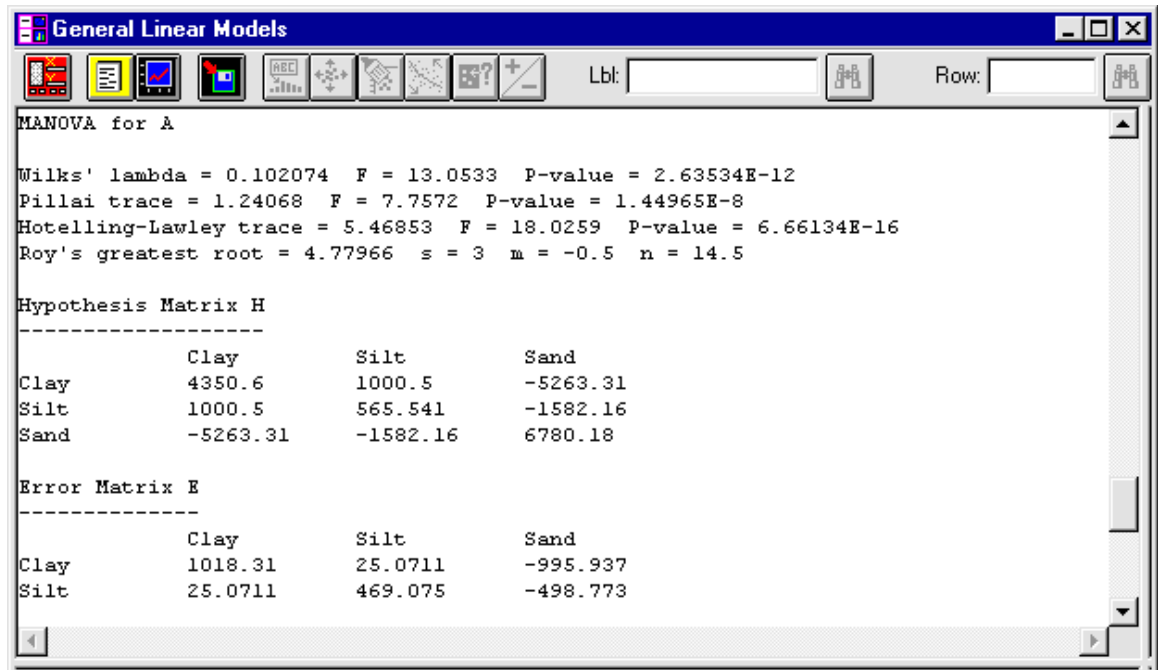 General Linear Models
Lbl: Row:
MANOVA for A
Wilks' lambda = 0.102074 F = 13.0533 P-value = 2.63534E-12
Pillai trace = 1.24068 F = 7.7572 P-value = 1.44965E-8
Hotelling-Lawley trace = 5.46853 F = 18.0259 P-value = 6.66134E-16
Roy's greatest root = 4.77966 s = 3 m = -0.5 n = 14.5
Hypothesis Matrix H
-------------------
Clay Silt Sand
Clay 4350.6 1000.5 -5263.31
Silt 1000.5 565.541 -1582.16
Sand -5263.31 -1582.16 6780.18
Error Matrix E
--------------
Clay Silt Sand
Clay 1018.31 25.0711 -995.937
Silt 25.0711 469.075 -498.773